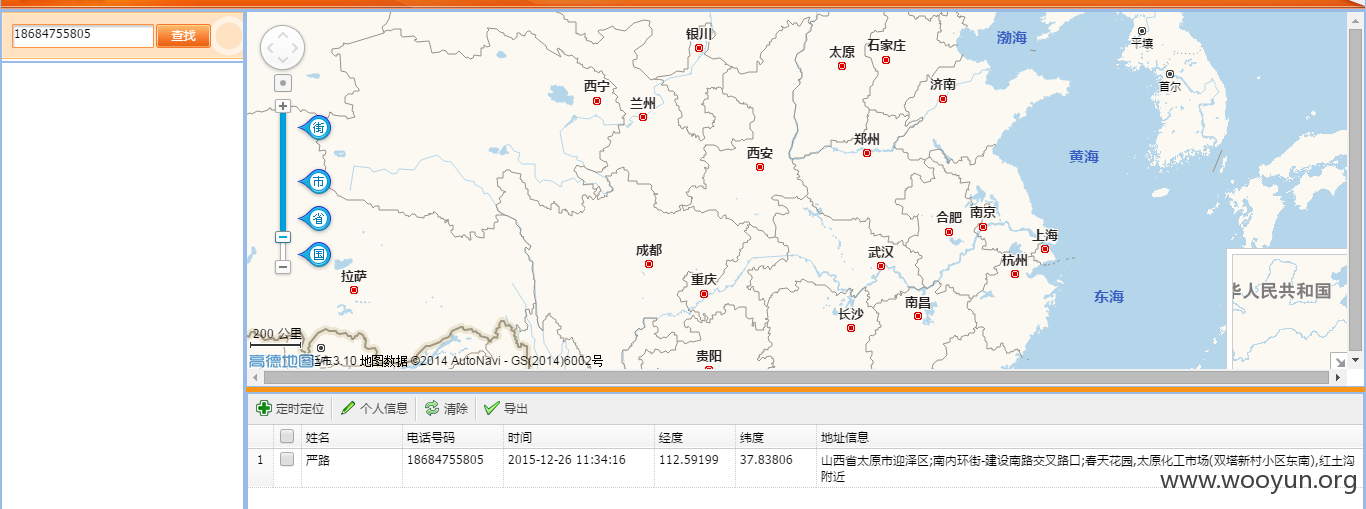 18684755805 查找
银川
太原 石家庄
渤海
平壤
首尔
西宁
兰州
济南
郑州
黄海
西安
街
市
省
国
合肥 南京
上海
成都
武汉
杭州
拉萨
重庆
东海
南昌
长沙
华人民共和国
200 公里
贵阳
高德地图 3.10 地图数据 ©2014 AutoNavi - GS(2014)6002号
定时定位 个人信息 清除 导出
姓名 电话号码 时间 经度 纬度 地址信息
1 严路 18684755805 2015-12-26 11:34:16 112.59199 37.83806 山西省太原市迎泽区;南内环街-建设南路交叉路口;春天花园,太原化工市场(双塔新村小区东南),红土沟
附近
www.wooyun.org